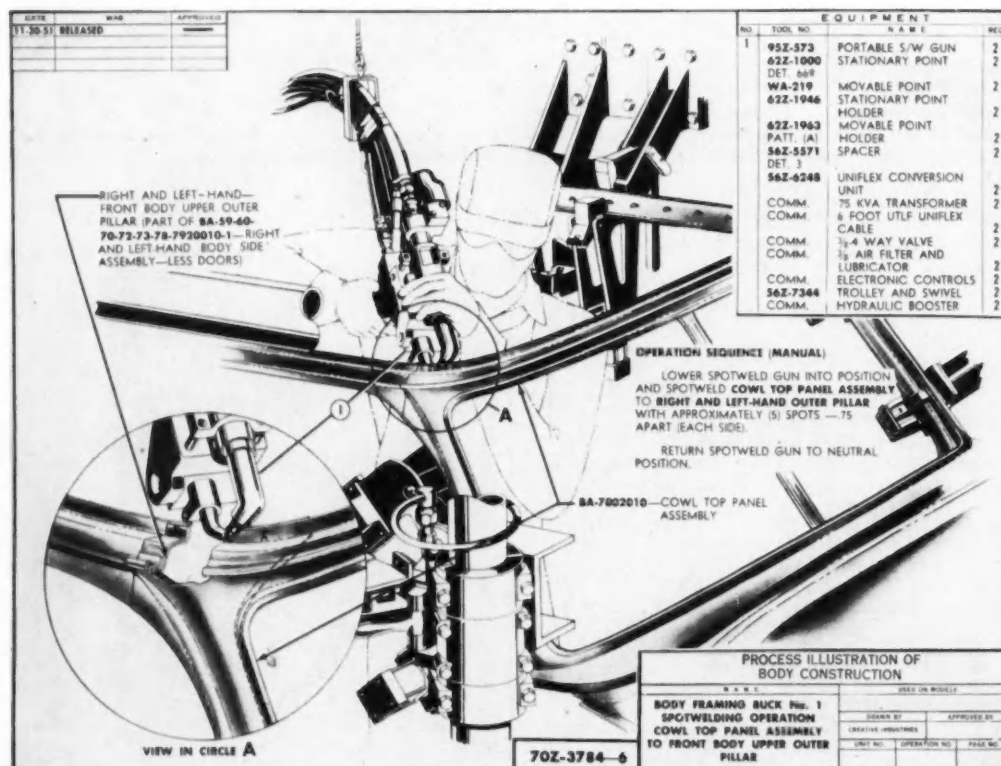 DATE WAS APPROVED
11-30-51 RELEASED
EQUIPMENT
NO. TOOL NO NAME REQ
1 95Z-573 PORTABLE S/W GUN 2
62Z-1000 STATIONARY POINT 2
DET. 669
WA-219 MOVABLE POINT 2
62Z-1946 STATIONARY POINT
HOLDER 2
62Z-1963 MOVABLE POINT
PATT. (A) HOLDER 2
56Z-5571 SPACER 2
DET. 3
56Z-6248 UNIFLEX CONVERSION
UNIT 2
COMM. 75 KVA TRANSFORMER 2
COMM. 6 FOOT UTLF UNIFLEX
CABLE 2
COMM. 4 WAY VALVE 2
COMM. AIR FILTER AND
LUBRICATOR 2
COMM. ELECTRONIC CONTROLS 2
56Z-7344 TROLLEY AND SWIVEL 2
COMM. HYDRAULIC BOOSTER 2
RIGHT AND LEFT-HAND—
FRONT BODY UPPER OUTER
PILLAR (PART OF BA-59-60-
70-72-73-78-7920010-1—RIGHT
AND LEFT-HAND BODY SIDE
ASSEMBLY—LESS DOORS)
1
A
OPERATION SEQUENCE (MANUAL)
LOWER SPOTWELD GUN INTO POSITION
AND SPOTWELD COWL TOP PANEL ASSEMBLY
TO RIGHT AND LEFT-HAND OUTER PILLAR
WITH APPROXIMATELY (5) SPOTS —.75
APART (EACH SIDE).
RETURN SPOTWELD GUN TO NEUTRAL
POSITION.
BA-7002010—COWL TOP PANEL
ASSEMBLY
VIEW IN CIRCLE A
70Z-3784-6
PROCESS ILLUSTRATION OF
BODY CONSTRUCTION
NAME USED ON MODELS
BODY FRAMING BUCK No. 1
SPOTWELDING OPERATION
COWL TOP PANEL ASSEMBLY
TO FRONT BODY UPPER OUTER
PILLAR
DRAWN BY APPROVED BY
CREATIVE INDUSTRIES
UNIT NO. OPERATION NO. PAGE NO.